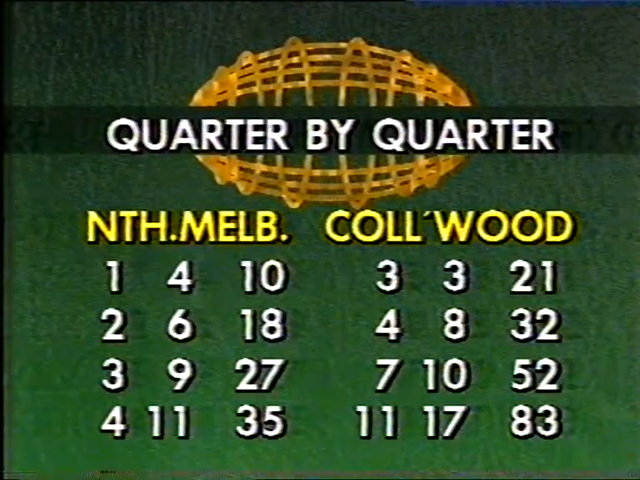 QUARTER BY QUARTER
NTH.MELB. COLL'WOOD
1 4 10 3 3 21
2 6 18 4 8 32
3 9 27 7 10 52
4 11 35 11 17 83